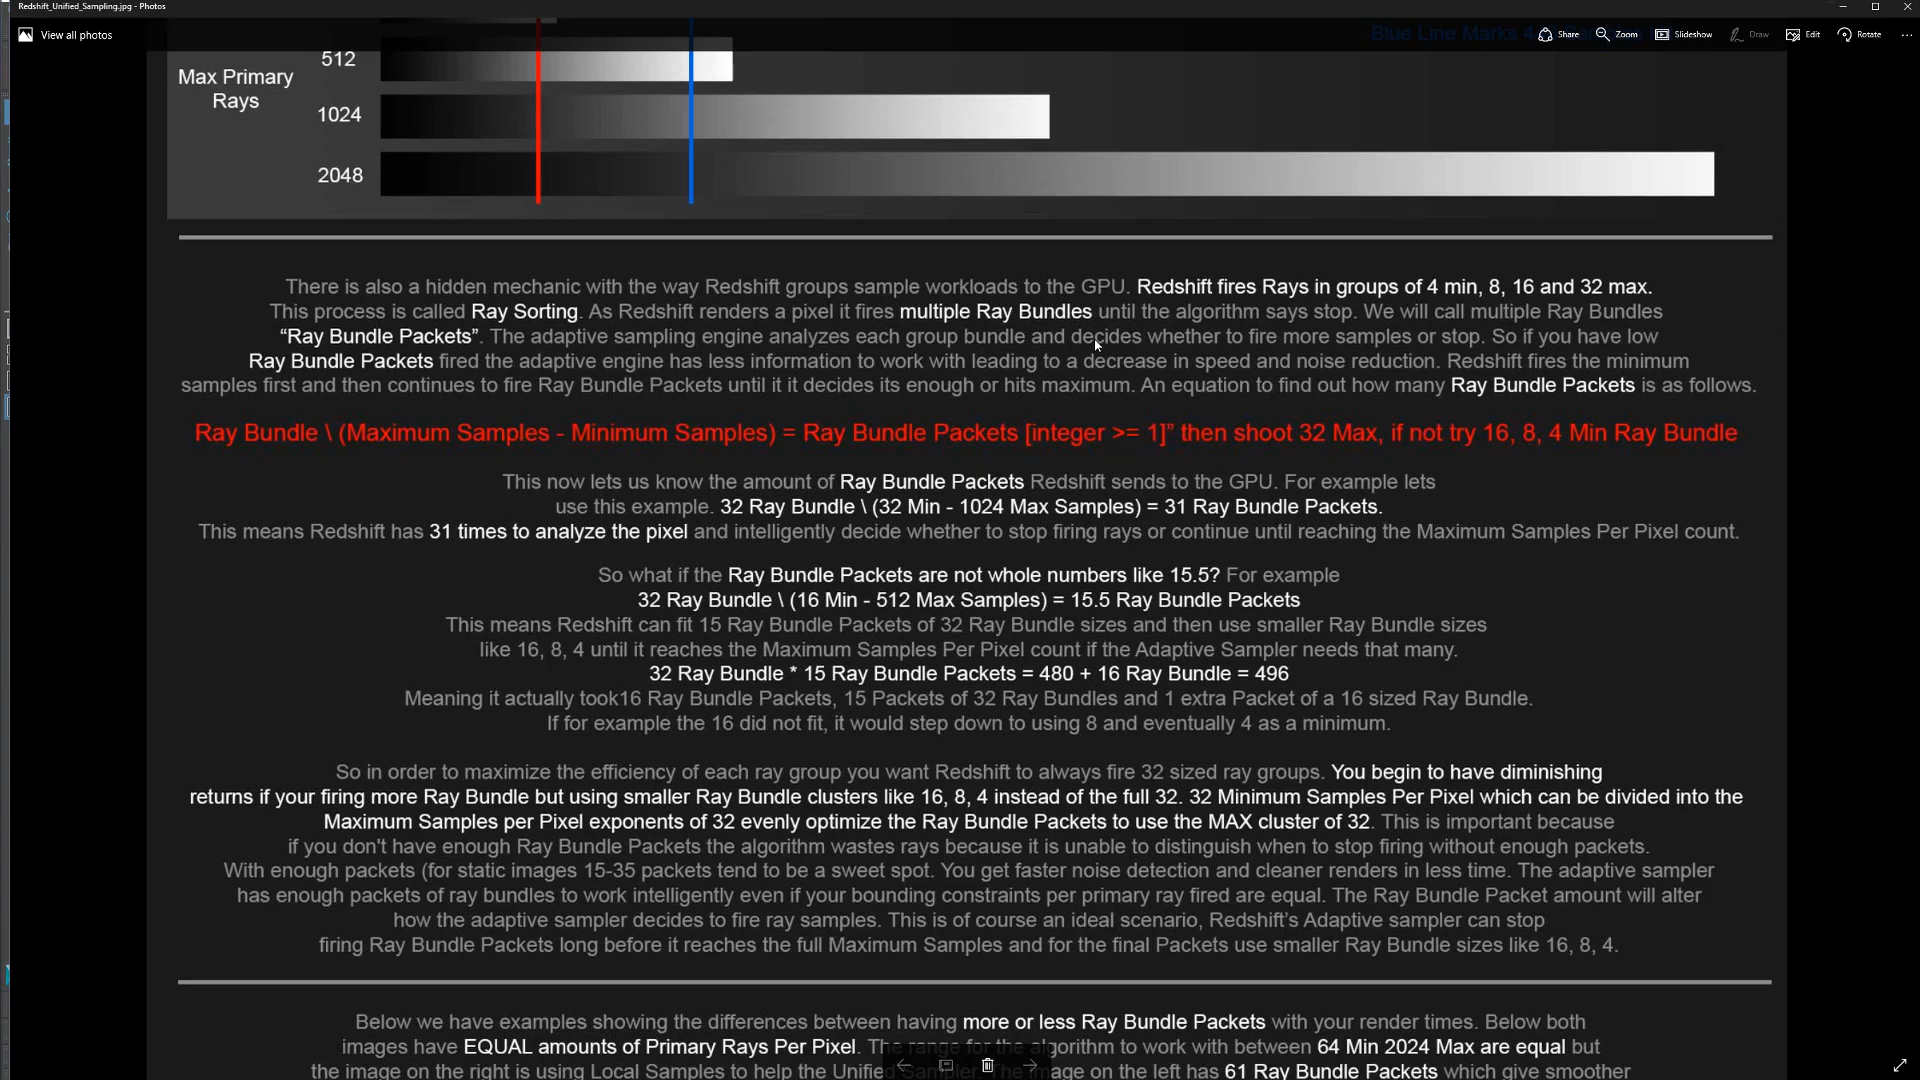 Redshift_Unified_Sampling.jpg - Photos
View all photos
Blue Line Marks
Share
Zoom
Slideshow
Draw
Edit
Rotate
Max Primary
Rays
512
1024
2048
There is also a hidden mechanic with the way Redshift groups sample workloads to the GPU. Redshift fires Rays in groups of 4 min, 8, 16 and 32 max.
This process is called Ray Sorting. As Redshift renders a pixel it fires multiple Ray Bundles until the algorithm says stop. We will call multiple Ray Bundles
“Ray Bundle Packets”. The adaptive sampling engine analyzes each group bundle and decides whether to fire more samples or stop. So if you have low
Ray Bundle Packets fired the adaptive engine has less information to work with leading to a decrease in speed and noise reduction. Redshift fires the minimum
samples first and then continues to fire Ray Bundle Packets until it it decides its enough or hits maximum. An equation to find out how many Ray Bundle Packets is as follows.
Ray Bundle \ (Maximum Samples - Minimum Samples) = Ray Bundle Packets [integer >= 1]” then shoot 32 Max, if not try 16, 8, 4 Min Ray Bundle
This now lets us know the amount of Ray Bundle Packets Redshift sends to the GPU. For example lets
use this example. 32 Ray Bundle \ (32 Min - 1024 Max Samples) = 31 Ray Bundle Packets.
This means Redshift has 31 times to analyze the pixel and intelligently decide whether to stop firing rays or continue until reaching the Maximum Samples Per Pixel count.
So what if the Ray Bundle Packets are not whole numbers like 15.5? For example
32 Ray Bundle \ (16 Min - 512 Max Samples) = 15.5 Ray Bundle Packets
This means Redshift can fit 15 Ray Bundle Packets of 32 Ray Bundle sizes and then use smaller Ray Bundle sizes
like 16, 8, 4 until it reaches the Maximum Samples Per Pixel count if the Adaptive Sampler needs that many.
32 Ray Bundle * 15 Ray Bundle Packets = 480 + 16 Ray Bundle = 496
Meaning it actually took16 Ray Bundle Packets, 15 Packets of 32 Ray Bundles and 1 extra Packet of a 16 sized Ray Bundle.
If for example the 16 did not fit, it would step down to using 8 and eventually 4 as a minimum.
So in order to maximize the efficiency of each ray group you want Redshift to always fire 32 sized ray groups. You begin to have diminishing
returns if your firing more Ray Bundle but using smaller Ray Bundle clusters like 16, 8, 4 instead of the full 32. 32 Minimum Samples Per Pixel which can be divided into the
Maximum Samples per Pixel exponents of 32 evenly optimize the Ray Bundle Packets to use the MAX cluster of 32. This is important because
if you don't have enough Ray Bundle Packets the algorithm wastes rays because it is unable to distinguish when to stop firing without enough packets.
With enough packets (for static images 15-35 packets tend to be a sweet spot. You get faster noise detection and cleaner renders in less time. The adaptive sampler
has enough packets of ray bundles to work intelligently even if your bounding constraints per primary ray fired are equal. The Ray Bundle Packet amount will alter
how the adaptive sampler decides to fire ray samples. This is of course an ideal scenario, Redshift's Adaptive sampler can stop
firing Ray Bundle Packets long before it reaches the full Maximum Samples and for the final Packets use smaller Ray Bundle sizes like 16, 8, 4.
Below we have examples showing the differences between having more or less Ray Bundle Packets with your render times. Below both
images have EQUAL amounts of Primary Rays Per Pixel. The range for the algorithm to work with between 64 Min 2024 Max are equal but
the image on the right is using Local Samples to help the Unified Sampler. The image on the left has 61 Ray Bundle Packets which give smoother